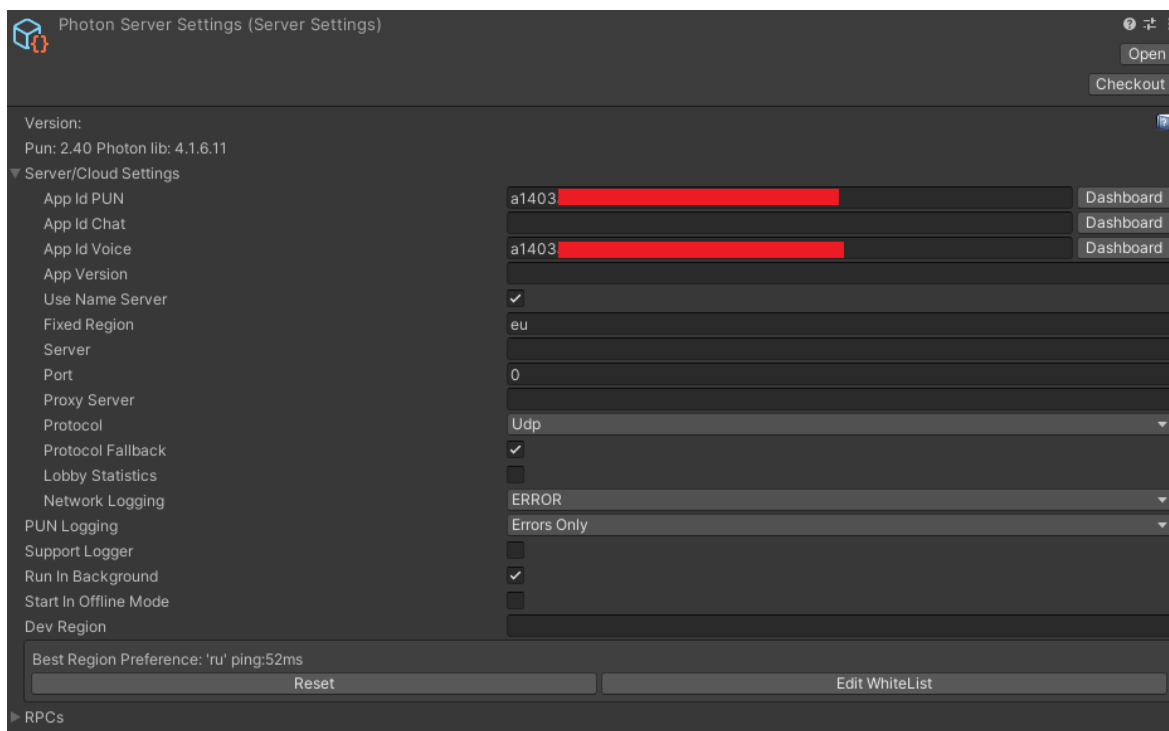 Photon Server Settings (Server Settings)
Open
Checkout
Version:
Pun: 2.40 Photon lib: 4.1.6.11
Server/Cloud Settings
App Id PUN a1403 Dashboard
App Id Chat Dashboard
App Id Voice a1403 Dashboard
App Version
Use Name Server
Fixed Region eu
Server
Port 0
Proxy Server
Protocol Udp
Protocol Fallback
Lobby Statistics
Network Logging ERROR
PUN Logging Errors Only
Support Logger
Run In Background
Start In Offline Mode
Dev Region
Best Region Preference: 'ru' ping:52ms
Reset Edit WhiteList
RPCs